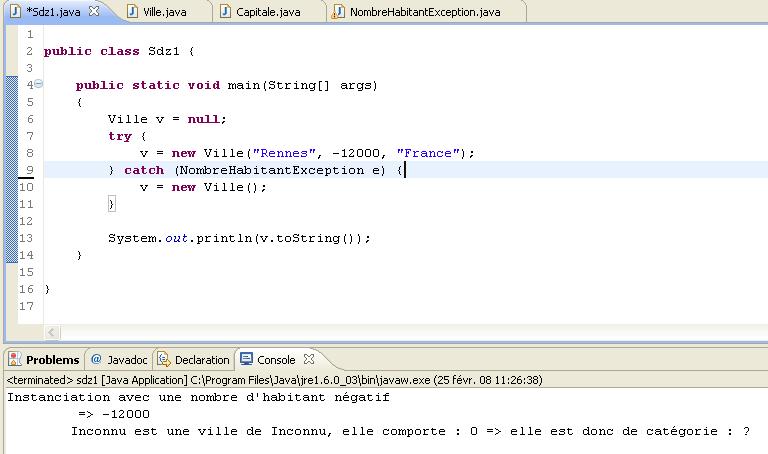 *Sdz1.java Ville.java Capitale.java NombreHabitantException.java
1
2 public class Sdz1 {
3
4 public static void main(String[] args)
5 {
6 Ville v = null;
7 try {
8 v = new Ville("Rennes", -12000, "France");
9 } catch (NombreHabitantException e) {
10 v = new Ville();
11 }
12
13 System.out.println(v.toString());
14 }
15
16 }
17
Problems @ Javadoc Declaration Console
<terminated> sdz1 [Java Application] C:\Program Files\Java\jre1.6.0_03\bin\javaw.exe (25 févr. 08 11:26:38)
Instanciation avec une nombre d'habitant négatif
=> -12000
Inconnu est une ville de Inconnu, elle comporte : 0 => elle est donc de catégorie : ?